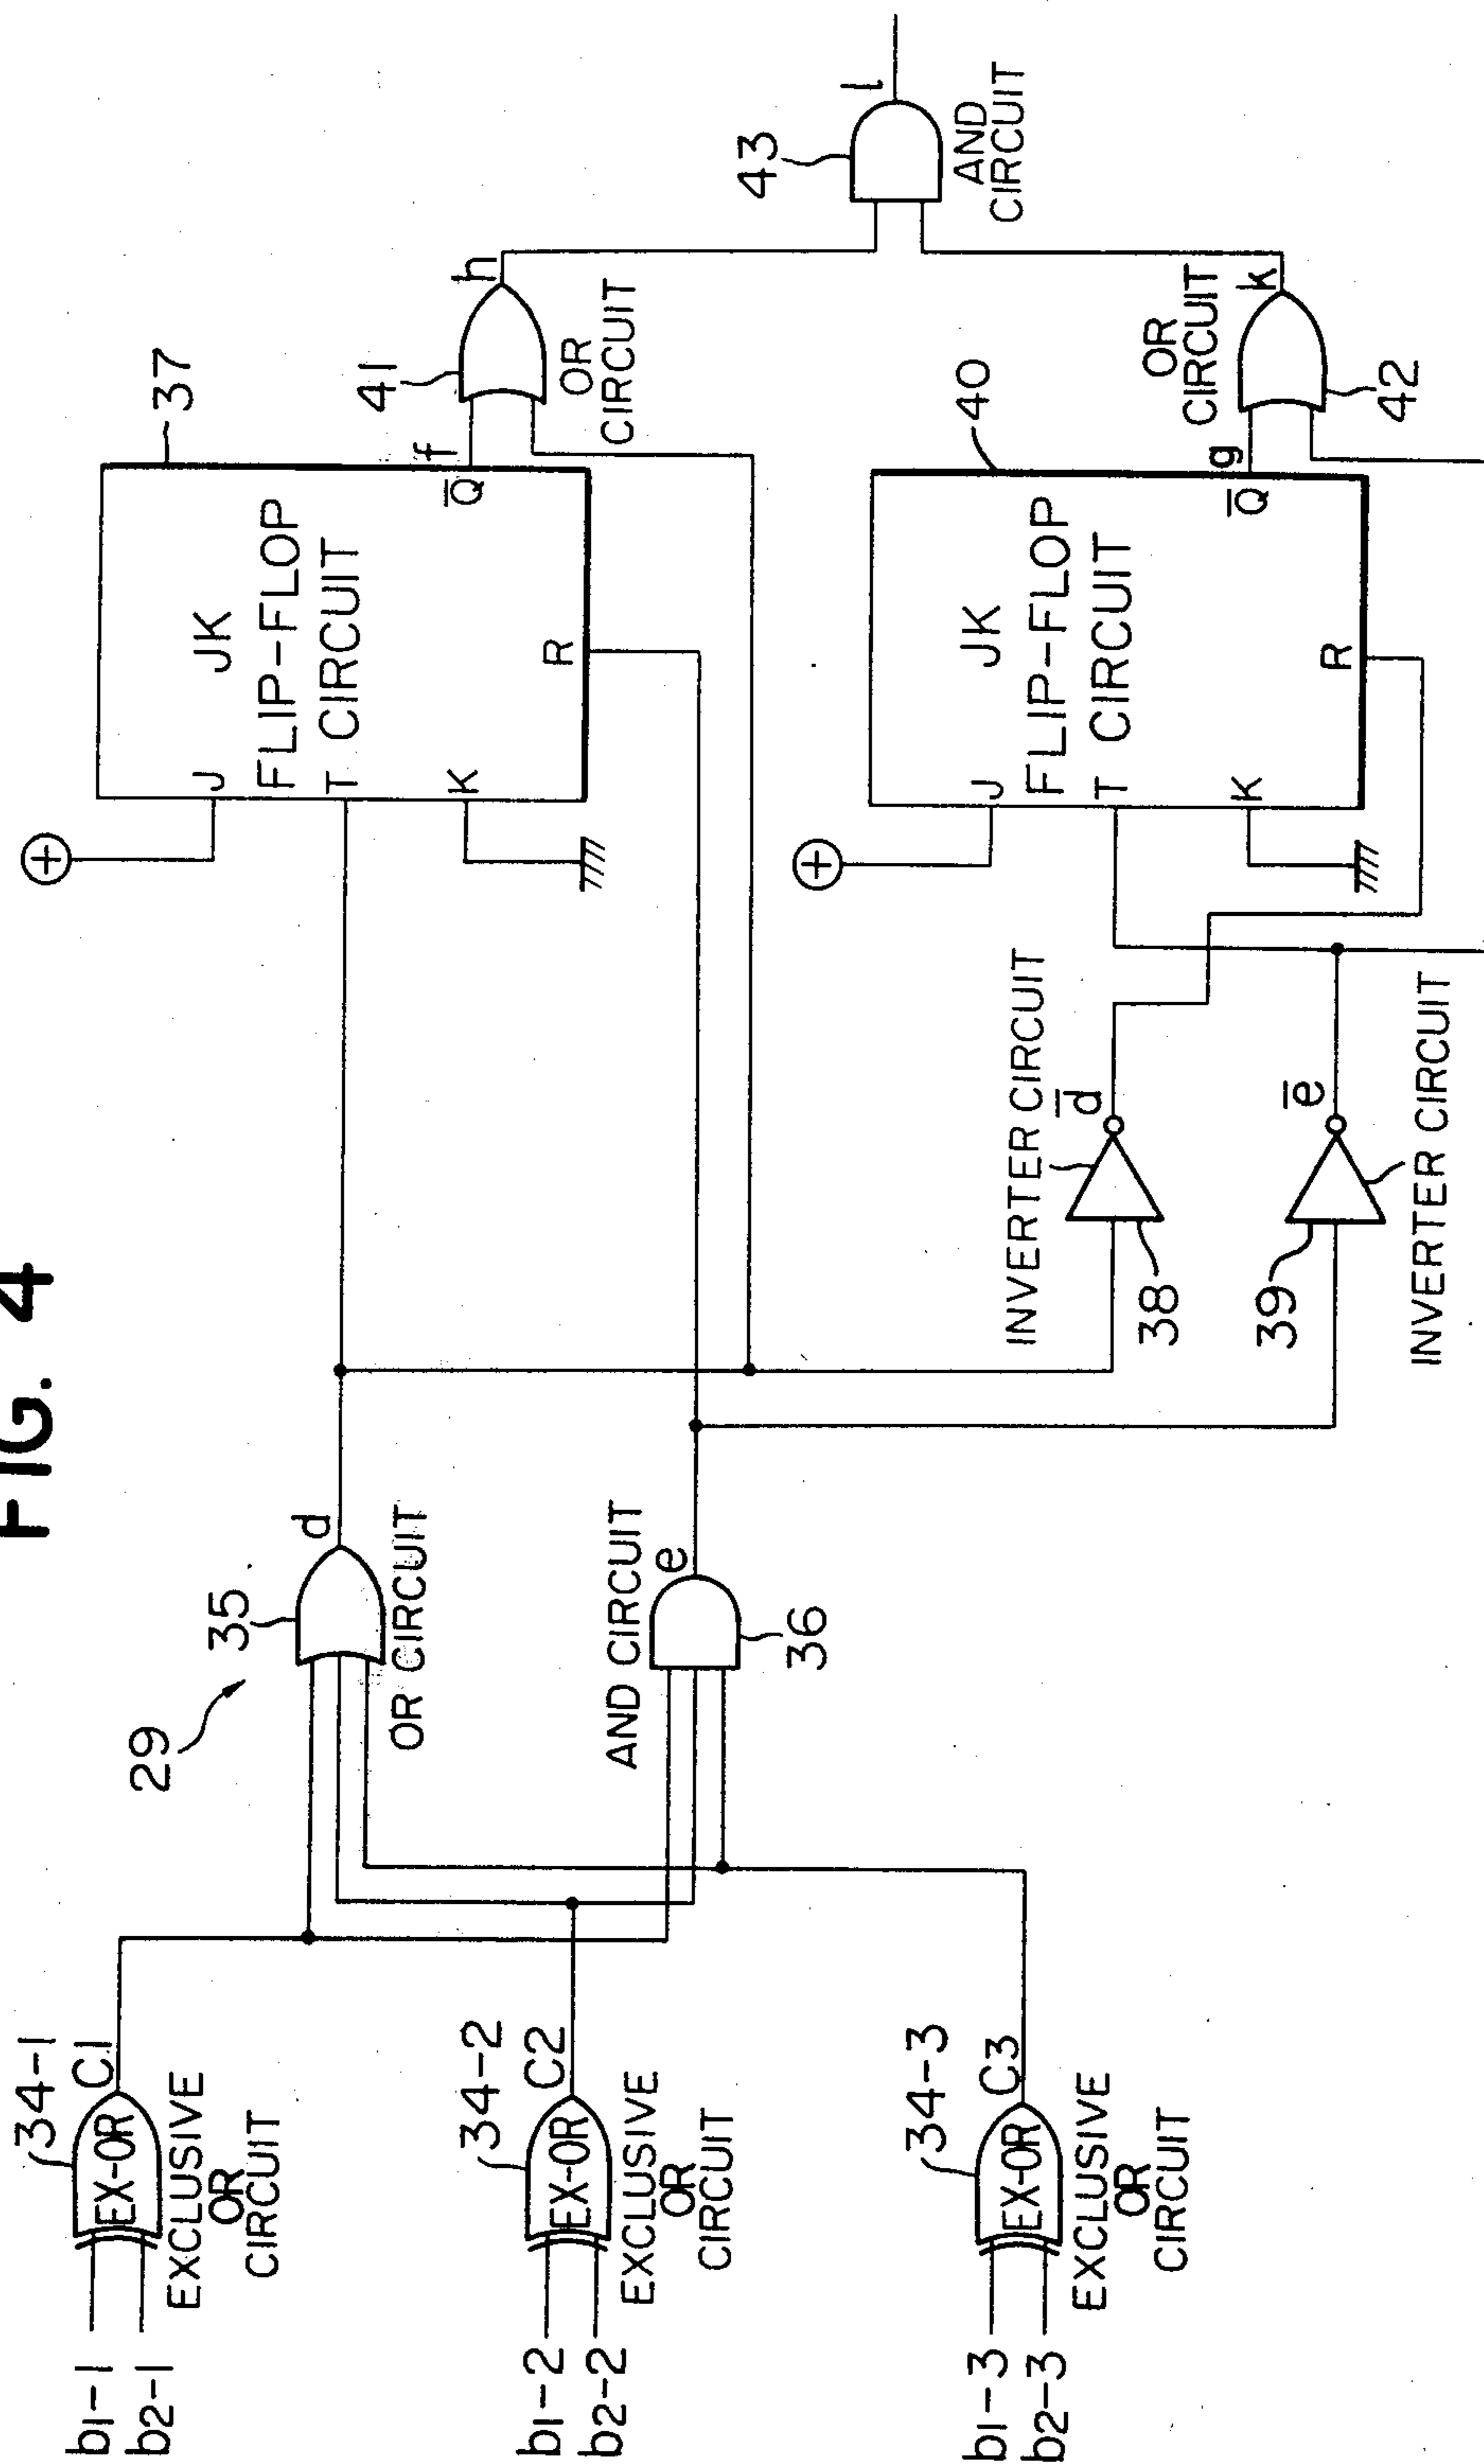 FIG. 4
b1-1
b2-1
34-1
C1
EX-OR
EXCLUSIVE
OR
CIRCUIT
b1-2
b2-2
34-2
C2
EX-OR
EXCLUSIVE
OR
CIRCUIT
b1-3
b2-3
34-3
C3
EX-OR
EXCLUSIVE
OR
CIRCUIT
29
35
d
OR CIRCUIT
AND CIRCUIT
e
36
INVERTER CIRCUIT
d̅
38
39
e̅
INVERTER CIRCUIT
37
J
T
K
JK
FLIP-FLOP
CIRCUIT
R
Q̅
f
40
J
T
K
JK
FLIP-FLOP
CIRCUIT
R
Q̅
g
41
h
OR
CIRCUIT
OR
CIRCUIT
k
42
43
l
AND
CIRCUIT